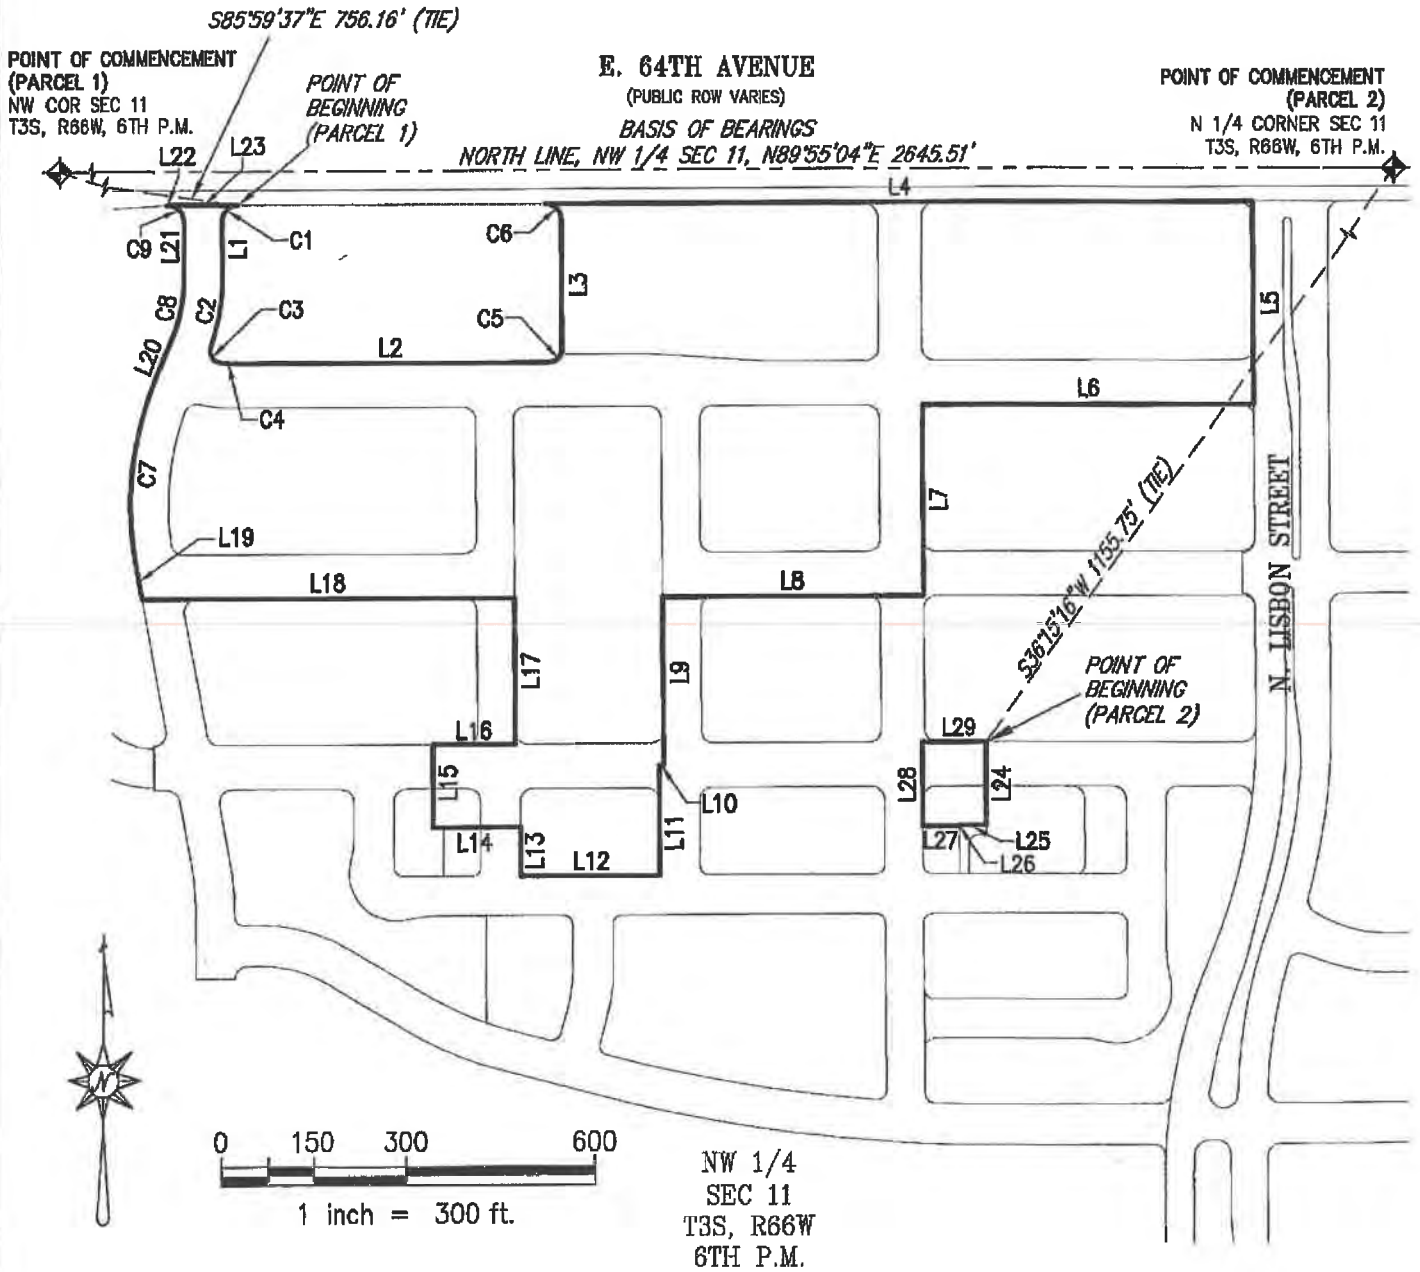 S85°59'37"E 756.16' (TIE)
POINT OF COMMENCEMENT
(PARCEL 1)
NW COR SEC 11
T3S, R66W, 6TH P.M.
POINT OF
BEGINNING
(PARCEL 1)
E. 64TH AVENUE
(PUBLIC ROW VARIES)
BASIS OF BEARINGS
NORTH LINE, NW 1/4 SEC 11, N89°55'04"E 2645.51'
POINT OF COMMENCEMENT
(PARCEL 2)
N 1/4 CORNER SEC 11
T3S, R66W, 6TH P.M.
L22
L23
L4
C9
L21
L1
C1
C6
L3
L5
C8
C2
C3
C5
L20
L2
L6
C4
C7
L7
S36°15'16"W 1155.75' (TIE)
N. LISBON STREET
L19
L18
L8
L17
L9
POINT OF
BEGINNING
(PARCEL 2)
L16
L29
L15
L10
L28
L24
L14
L13
L12
L11
L27
L25
L26
N
0 150 300 600
1 inch = 300 ft.
NW 1/4
SEC 11
T3S, R66W
6TH P.M.